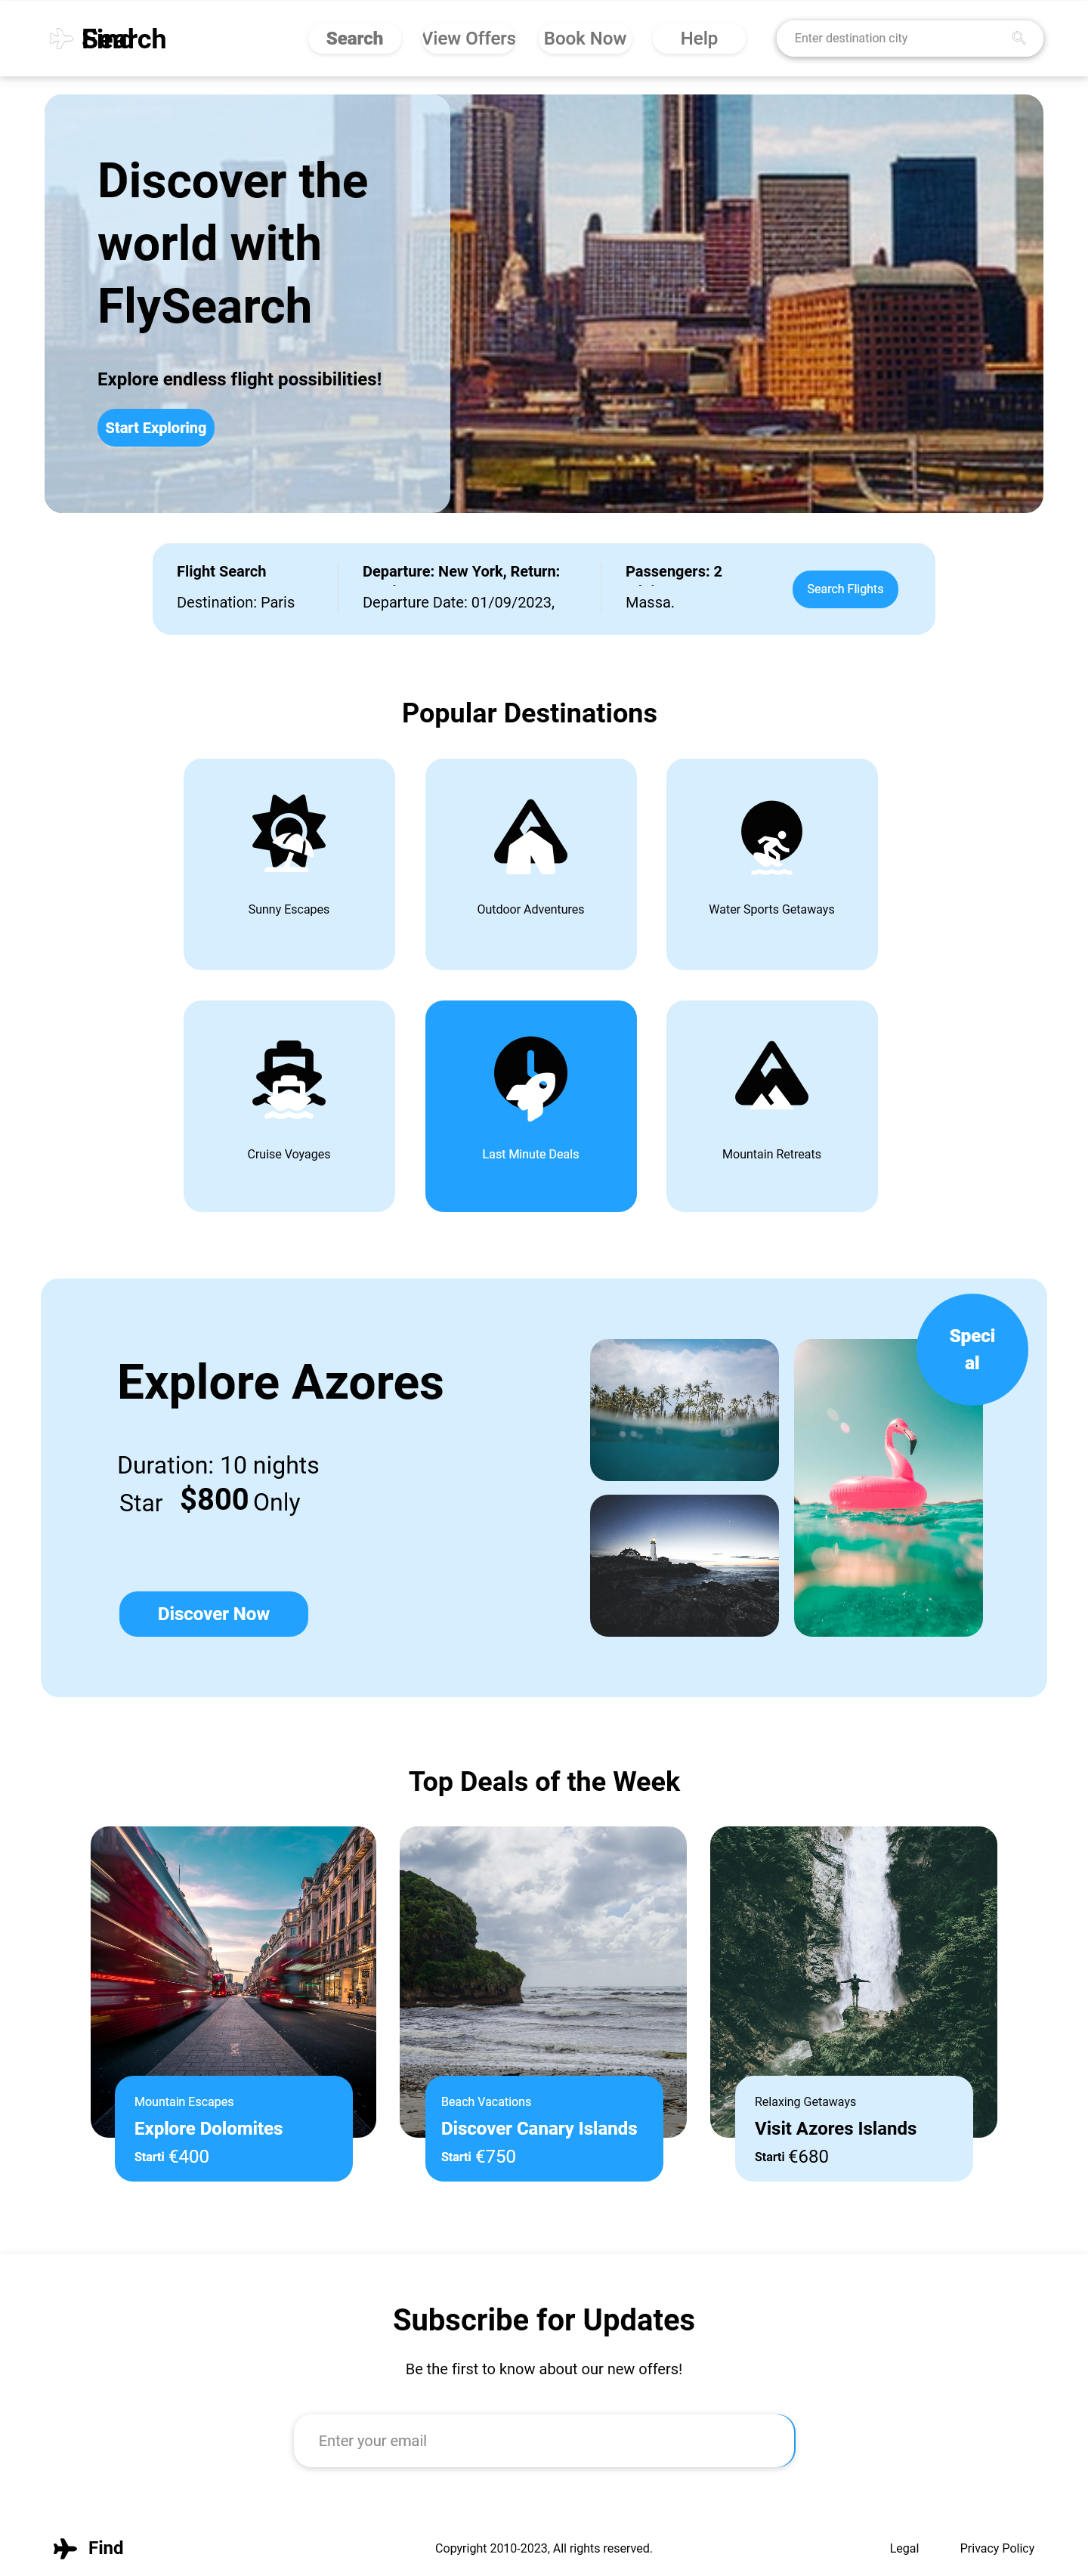 Find
Search
Search
View Offers
Book Now
Help
Enter destination city
Discover the
world with
FlySearch
Explore endless flight possibilities!
Start Exploring
Flight Search
Destination: Paris
Departure: New York, Return:
Departure Date: 01/09/2023,
Passengers: 2
Massa.
Search Flights
Popular Destinations
Sunny Escapes
Outdoor Adventures
Water Sports Getaways
Cruise Voyages
Last Minute Deals
Mountain Retreats
Speci
al
Explore Azores
Duration: 10 nights
Star $800 Only
Discover Now
Top Deals of the Week
Mountain Escapes
Explore Dolomites
Starti €400
Beach Vacations
Discover Canary Islands
Starti €750
Relaxing Getaways
Visit Azores Islands
Starti €680
Subscribe for Updates
Be the first to know about our new offers!
Enter your email
Find
Copyright 2010-2023, All rights reserved.
Legal
Privacy Policy